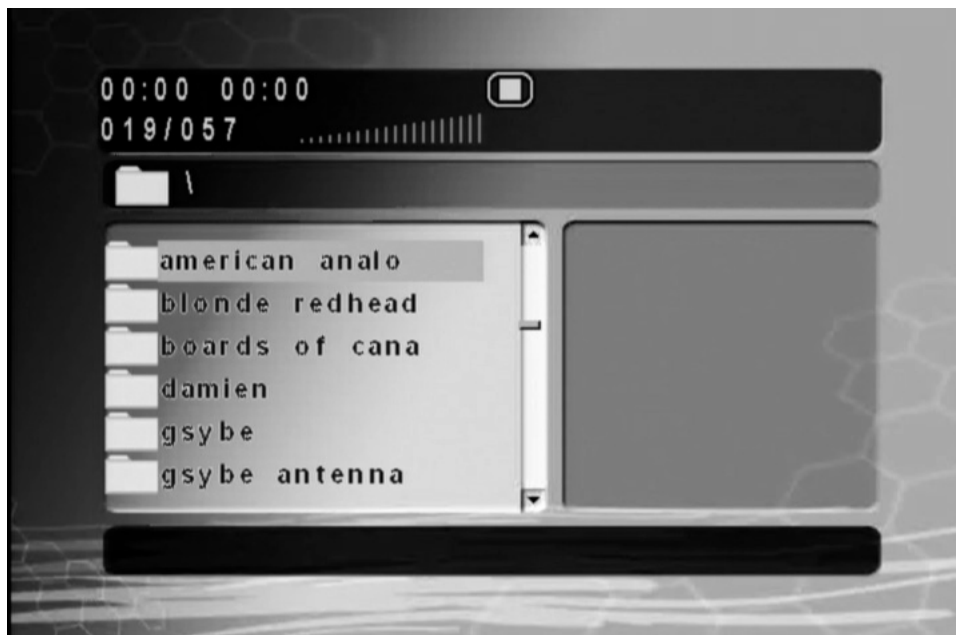 00:00 00:00
019/057
\
american analo
blonde redhead
boards of cana
damien
gsybe
gsybe antenna